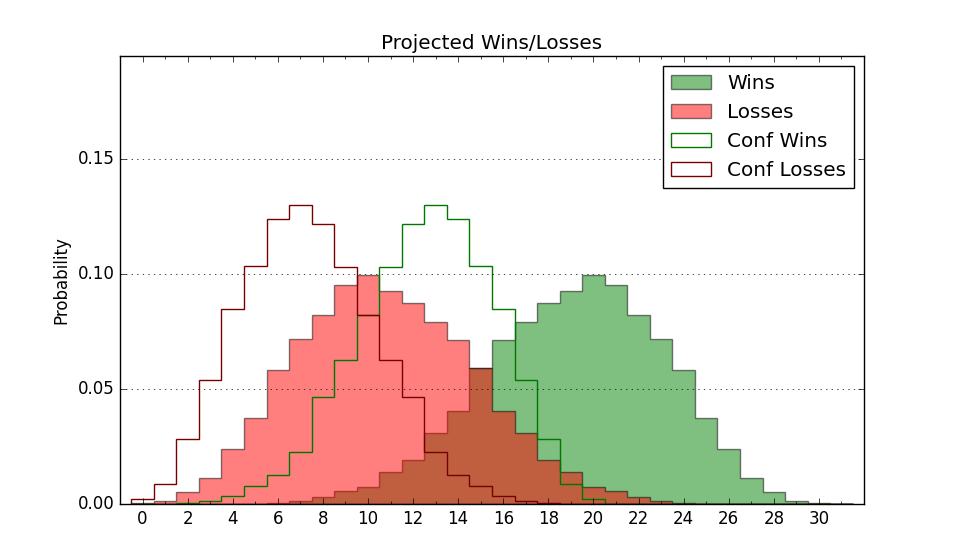 Projected Wins/Losses
Wins
Losses
Conf Wins
Conf Losses
Probability
0.15
0.10
0.05
0.00
0 2 4 6 8 10 12 14 16 18 20 22 24 26 28 30